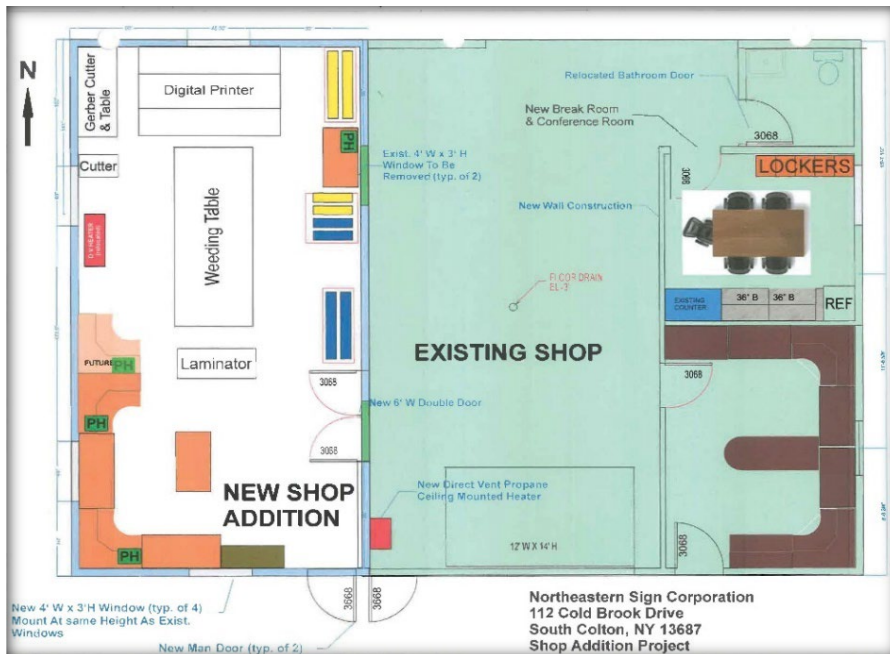 N
Gerber Cutter
& Table
Digital Printer
Cutter
Weeding Table
Laminator
FUTURE
PH
PH
PH
PH
3068
3068
NEW SHOP
ADDITION
Exist. 4' W x 3' H
Window To Be
Removed (typ. of 2)
New 6' W Double Door
New Direct Vent Propane
Ceiling Mounted Heater
EXISTING SHOP
FLOOR DRAIN
EL -3"
12' W X 14' H
Relocated Bathroom Door
New Break Room
& Conference Room
New Wall Construction
3068
3068
LOCKERS
EXISTING
COUNTER
36" B
36" B
REF
3068
3068
3668
3668
New 4' W x 3'H Window (typ. of 4)
Mount At same Height As Exist.
Windows
New Man Door (typ. of 2)
Northeastern Sign Corporation
112 Cold Brook Drive
South Colton, NY 13687
Shop Addition Project